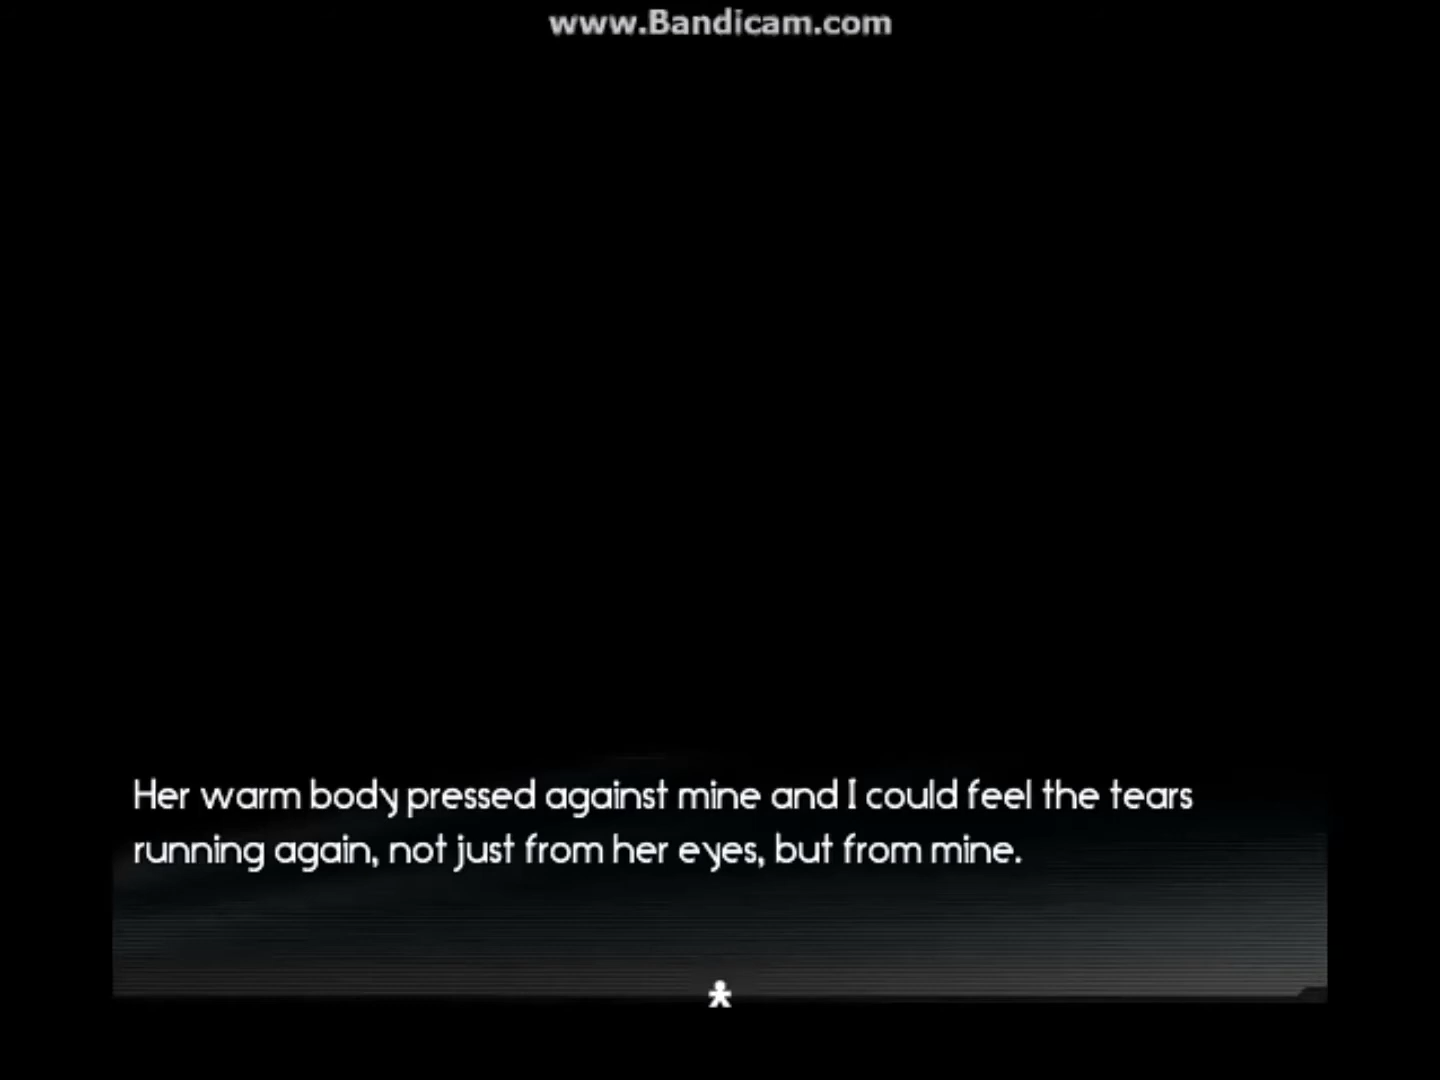 www.Bandicam.com
Her warm body pressed against mine and I could feel the tears
running again, not just from her eyes, but from mine.